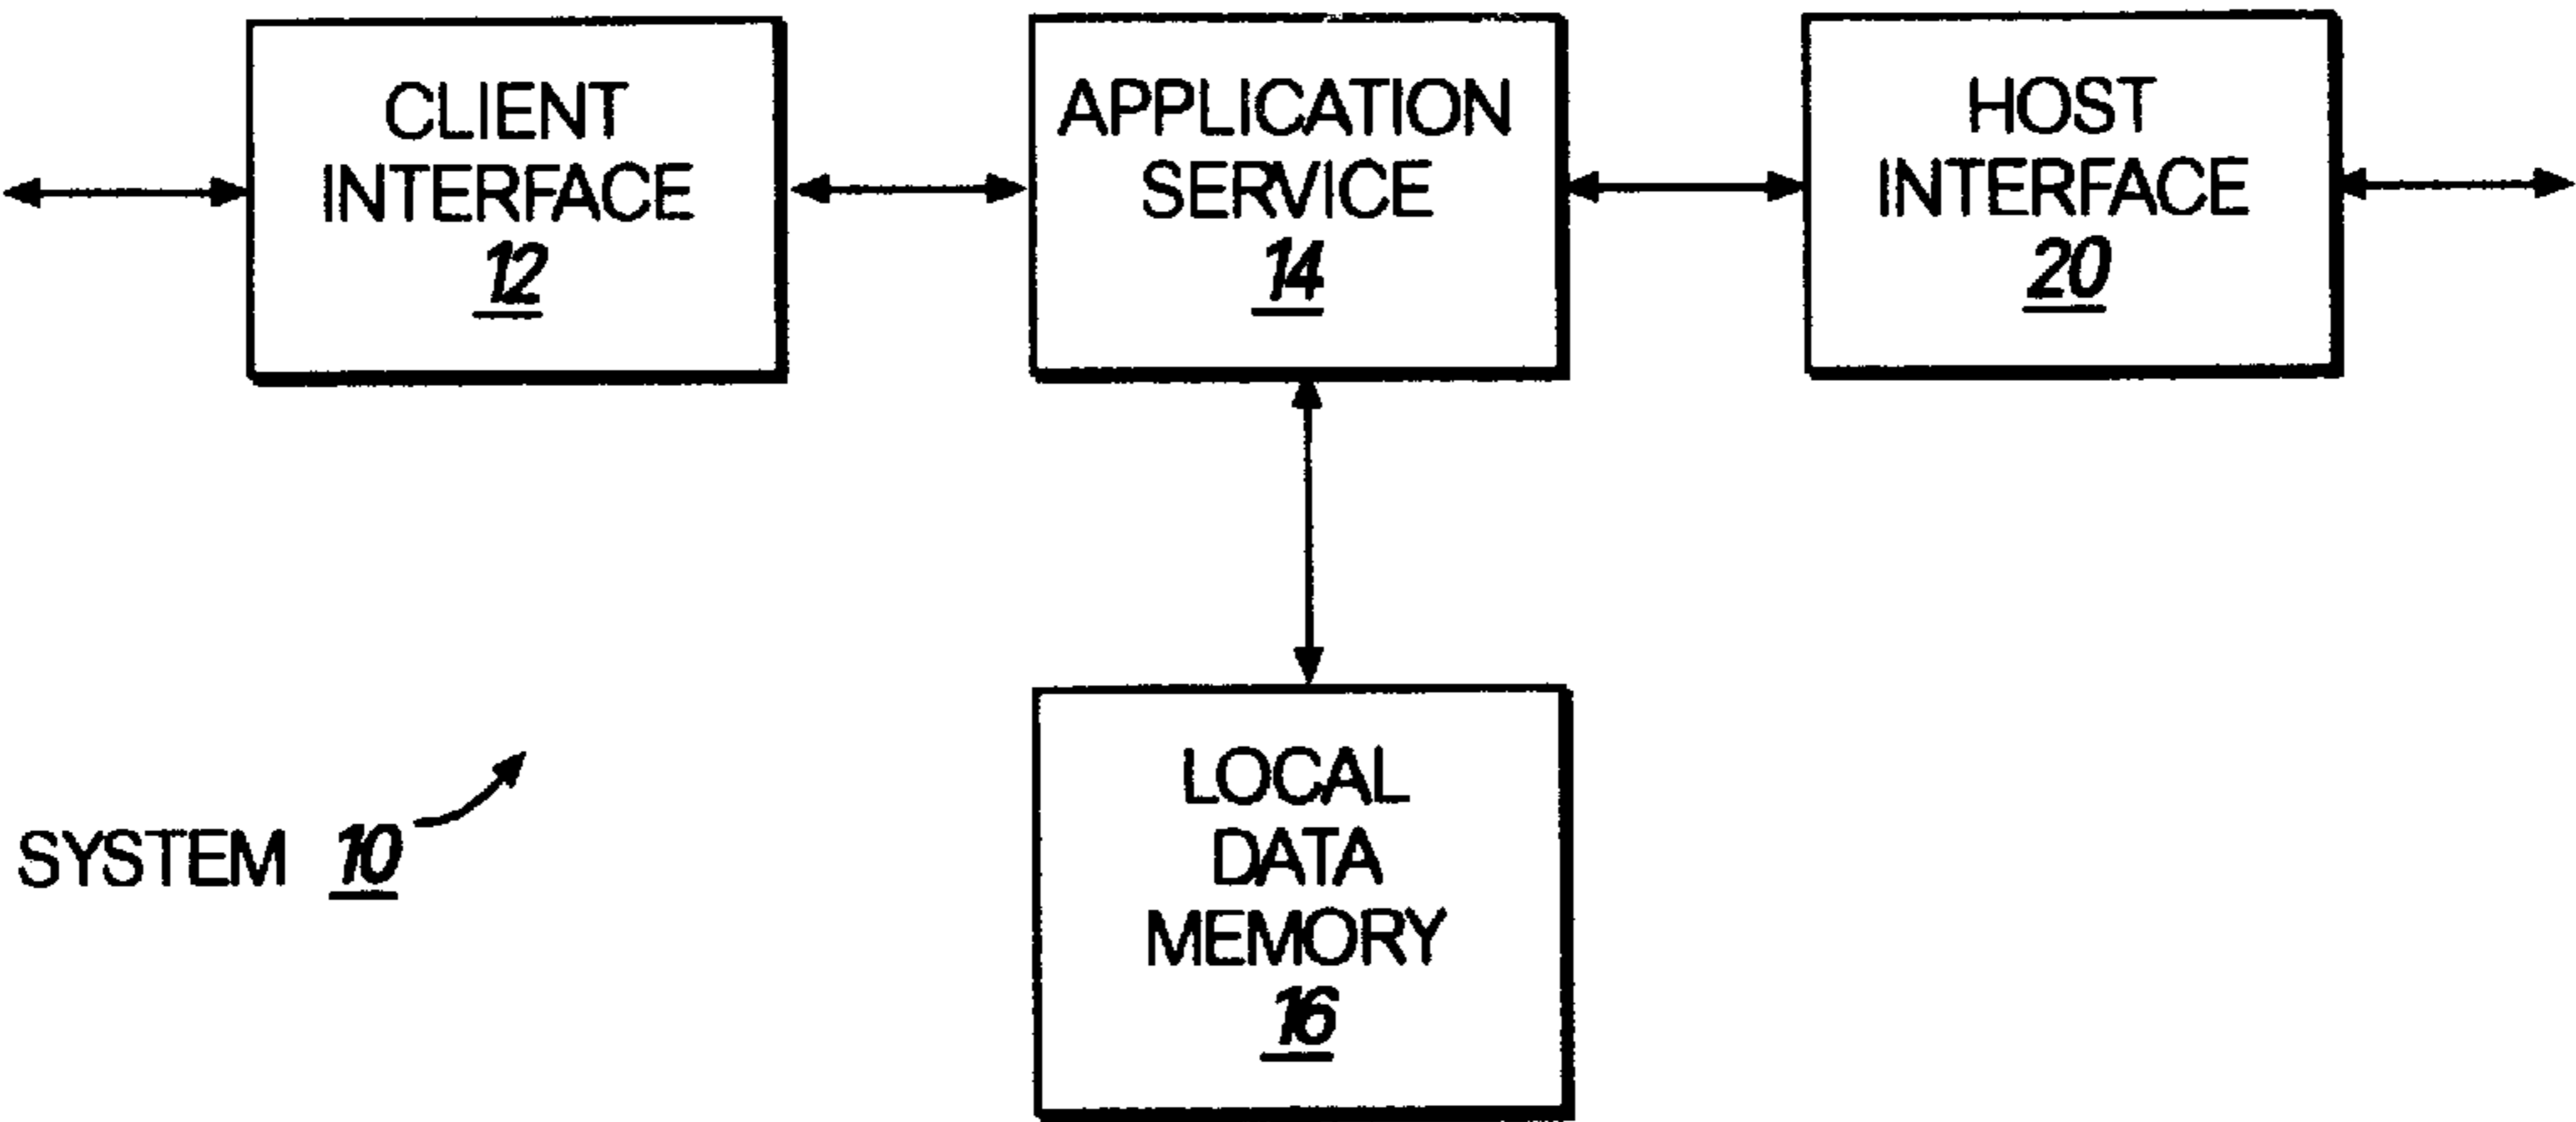 CLIENT
INTERFACE
12
APPLICATION
SERVICE
14
HOST
INTERFACE
20
LOCAL
DATA
MEMORY
16
SYSTEM 10